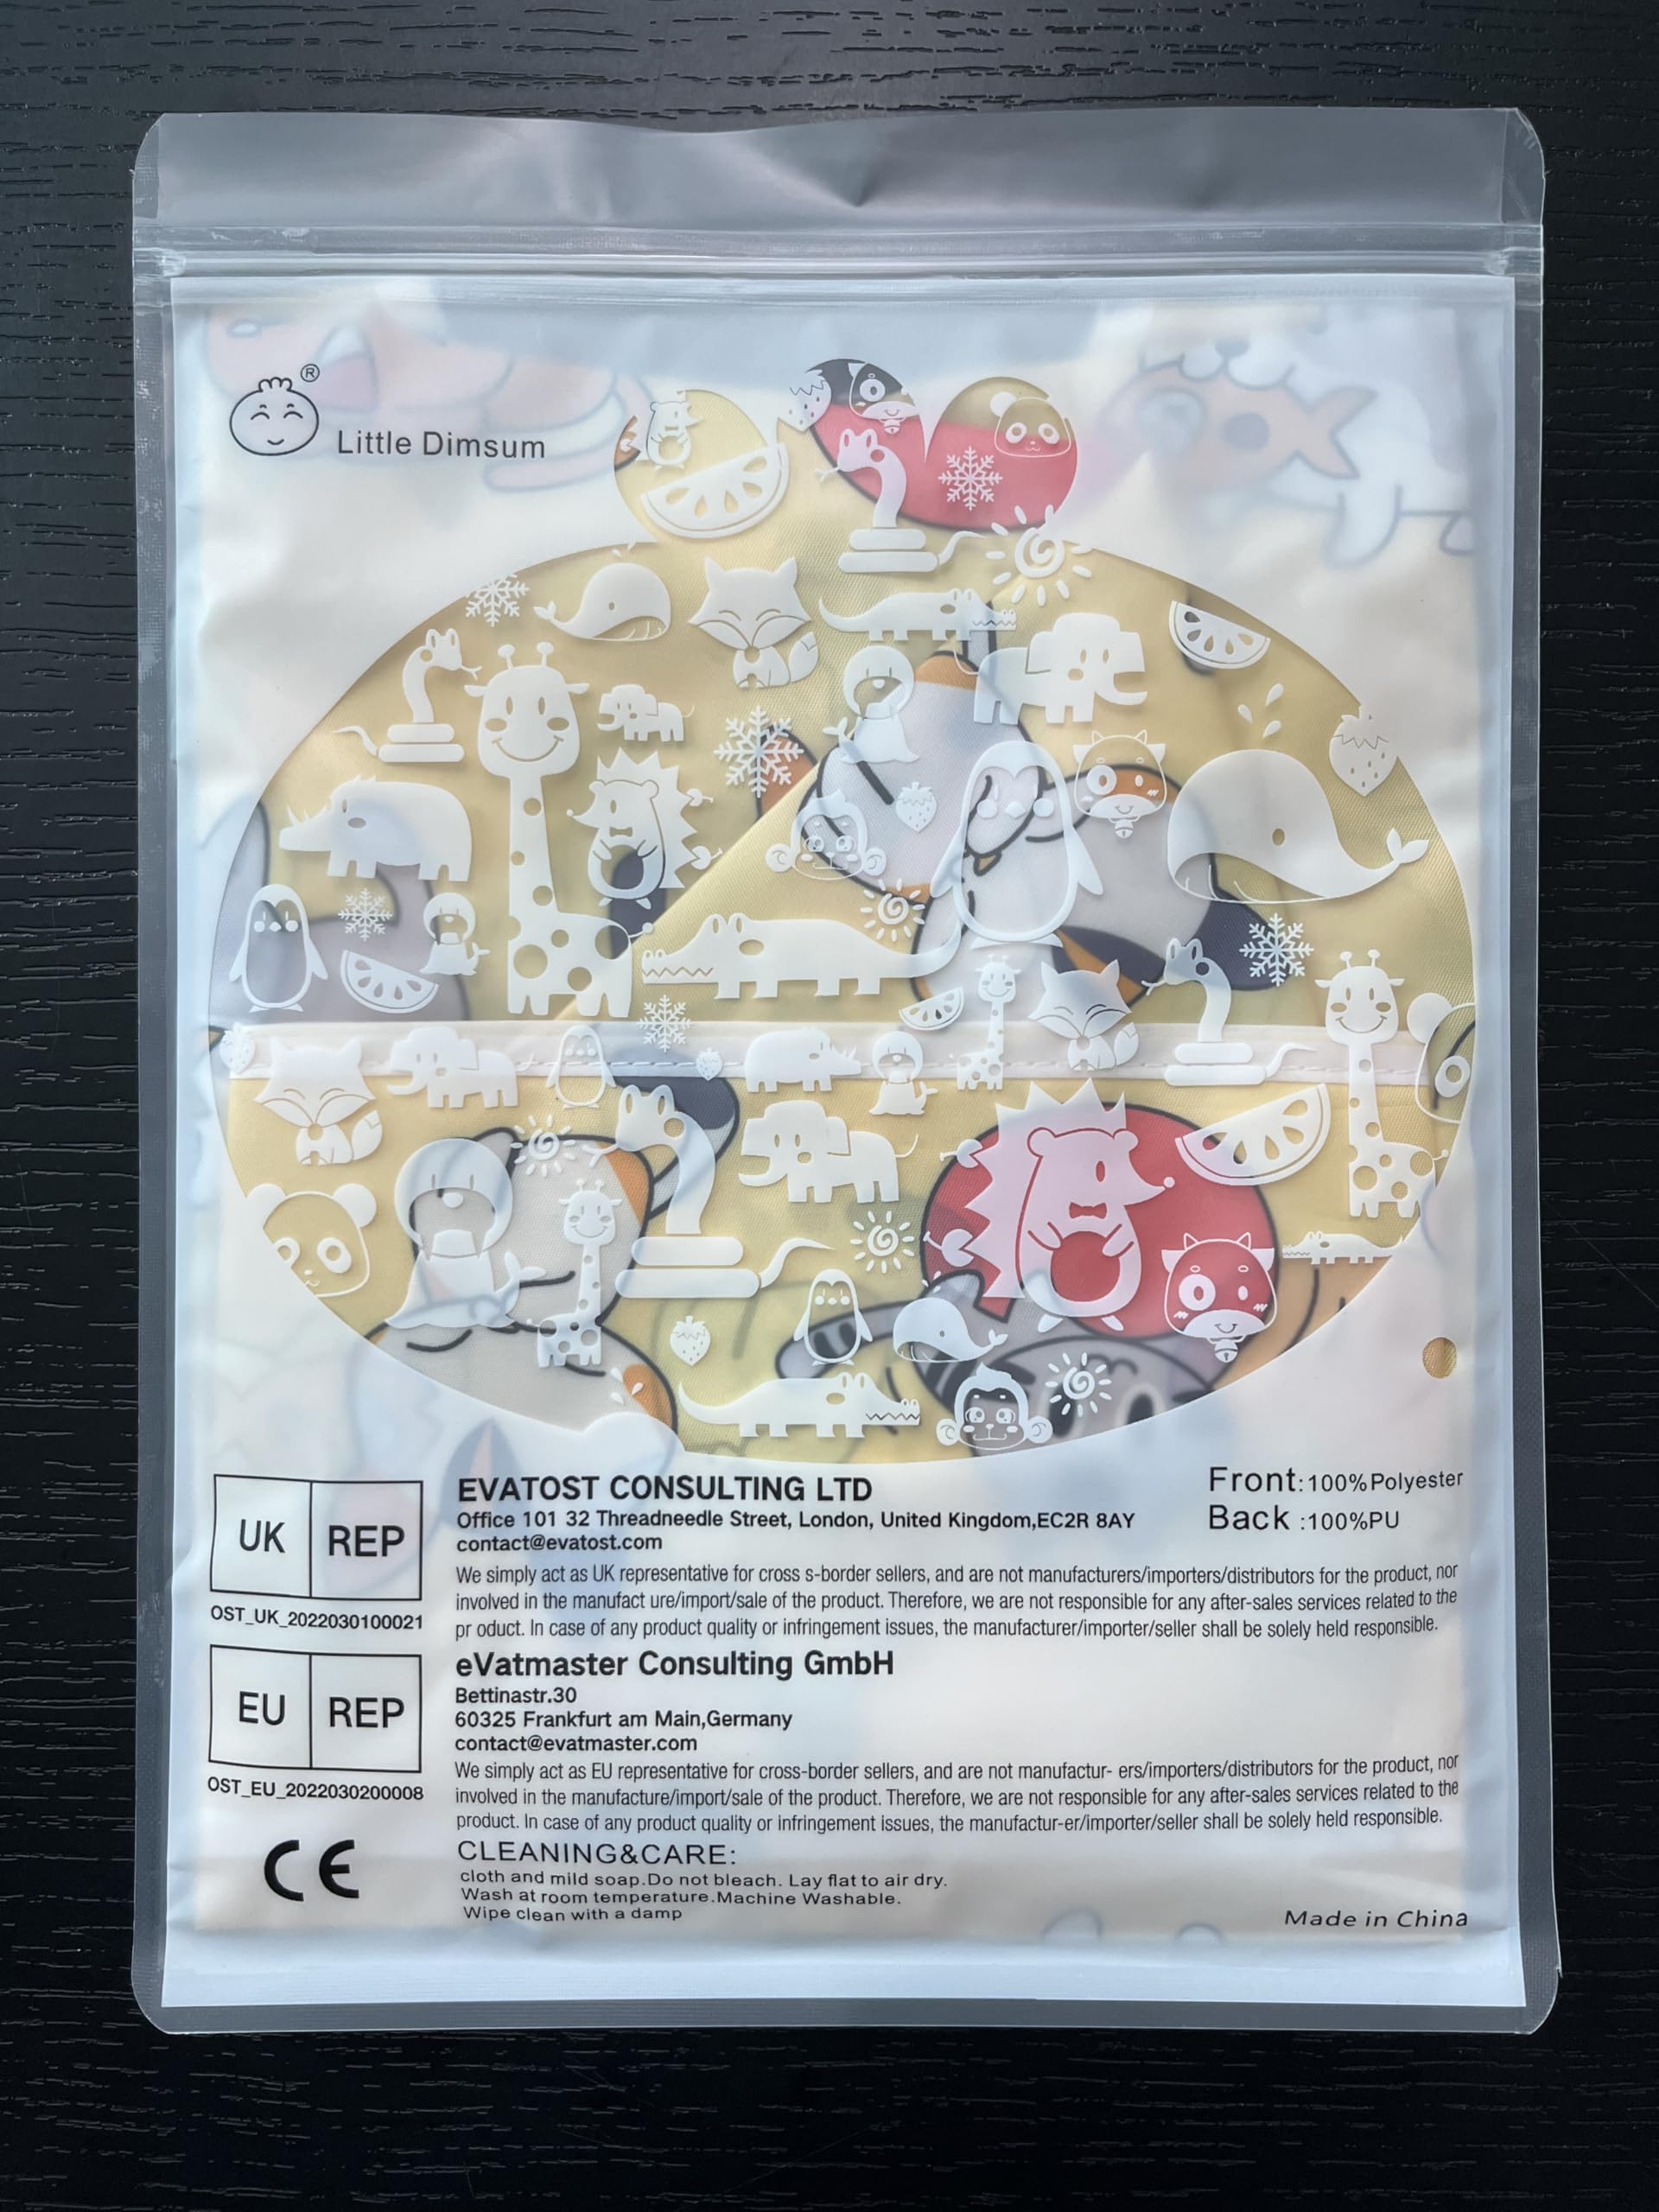 ®
Little Dimsum
UK REP
OST_UK_2022030100021
EVATOST CONSULTING LTD
Office 101 32 Threadneedle Street, London, United Kingdom,EC2R 8AY
contact@evatost.com
Front:100%Polyester
Back :100%PU
We simply act as UK representative for cross s-border sellers, and are not manufacturers/importers/distributors for the product, nor
involved in the manufact ure/import/sale of the product. Therefore, we are not responsible for any after-sales services related to the
pr oduct. In case of any product quality or infringement issues, the manufacturer/importer/seller shall be solely held responsible.
EU REP
OST_EU_2022030200008
eVatmaster Consulting GmbH
Bettinastr.30
60325 Frankfurt am Main,Germany
contact@evatmaster.com
We simply act as EU representative for cross-border sellers, and are not manufactur- ers/importers/distributors for the product, nor
involved in the manufacture/import/sale of the product. Therefore, we are not responsible for any after-sales services related to the
product. In case of any product quality or infringement issues, the manufactur-er/importer/seller shall be solely held responsible.
CE
CLEANING&CARE:
cloth and mild soap.Do not bleach. Lay flat to air dry.
Wash at room temperature.Machine Washable.
Wipe clean with a damp
Made in China